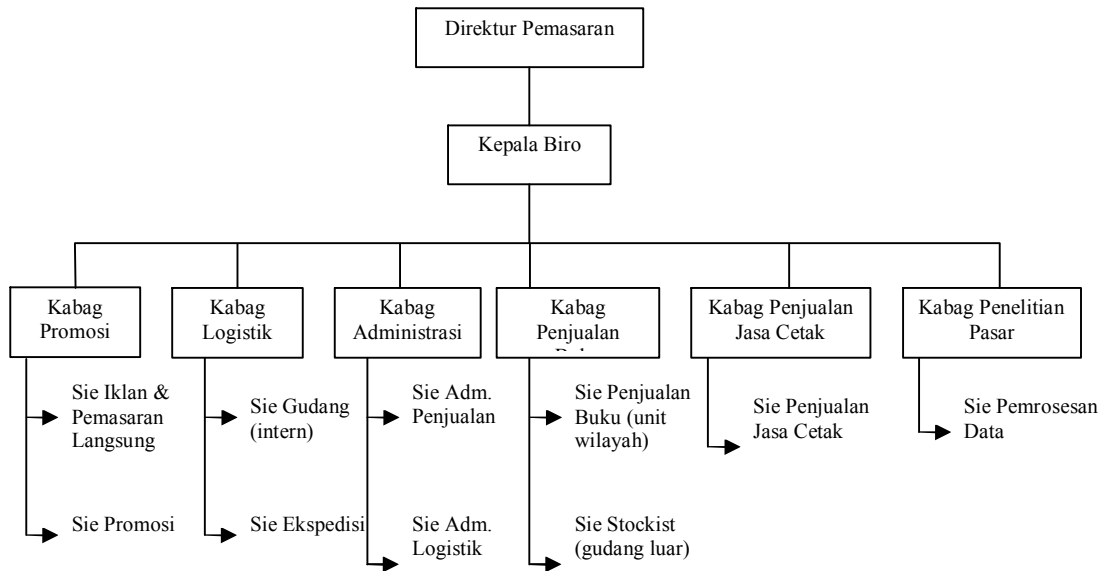 Direktur Pemasaran
Kepala Biro
Kabag
Promosi
Kabag
Logistik
Kabag
Administrasi
Kabag
Penjualan
Kabag Penjualan
Jasa Cetak
Kabag Penelitian
Pasar
Sie Iklan &
Pemasaran
Langsung
Sie Promosi
Sie Gudang
(intern)
Sie Ekspedisi
Sie Adm.
Penjualan
Sie Adm.
Logistik
Sie Penjualan
Buku (unit
wilayah)
Sie Stockist
(gudang luar)
Sie Penjualan
Jasa Cetak
Sie Pemrosesan
Data